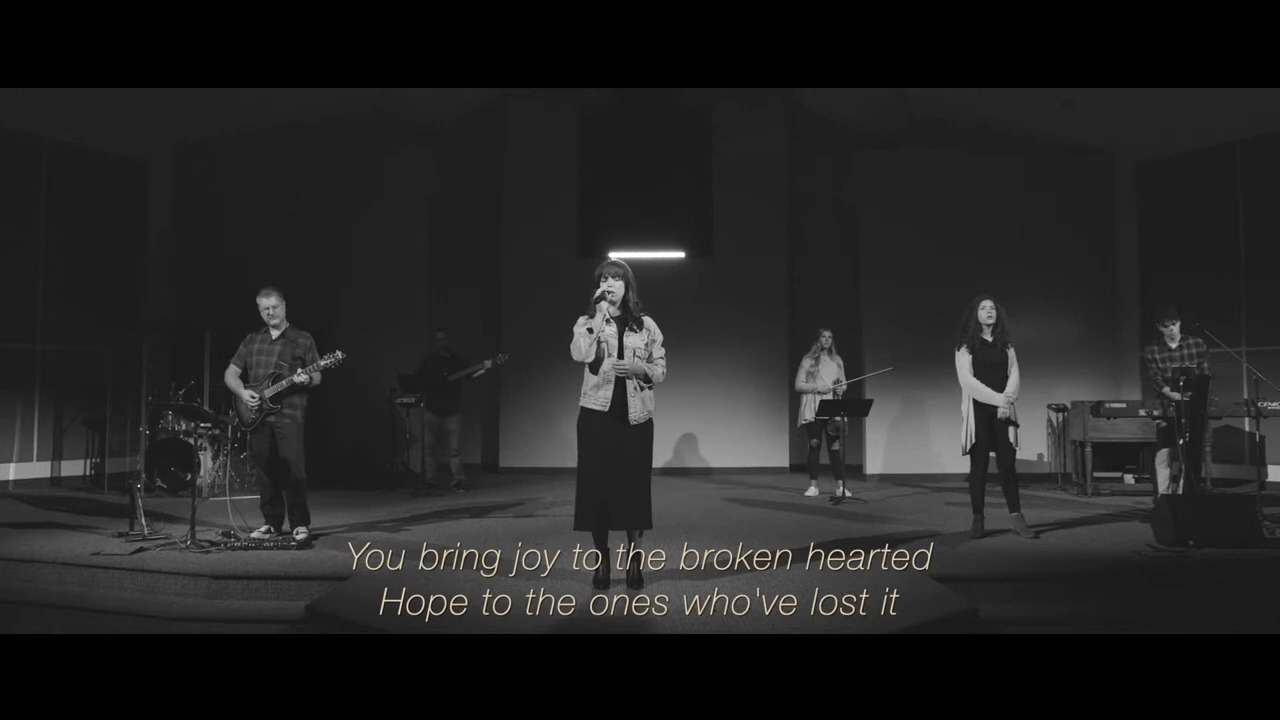 You bring joy to the broken hearted
Hope to the ones who've lost it